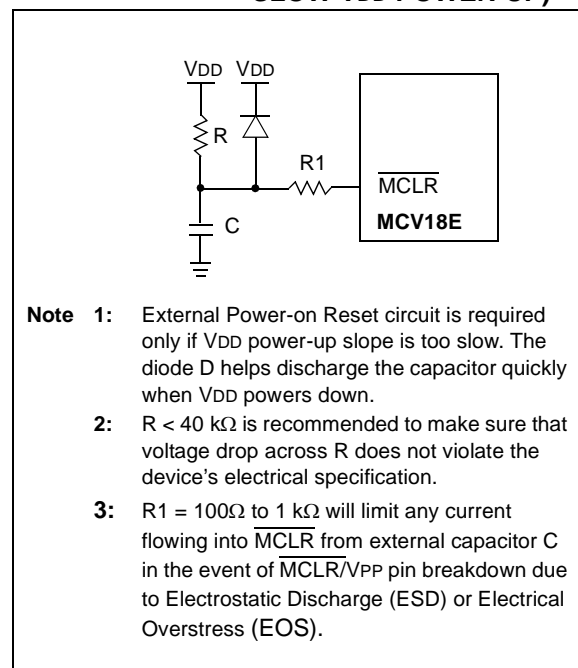 VDD VDD
R
R1
MCLR
MCV18E
C
Note 1: External Power-on Reset circuit is required
only if VDD power-up slope is too slow. The
diode D helps discharge the capacitor quickly
when VDD powers down.
2: R < 40 kΩ is recommended to make sure that
voltage drop across R does not violate the
device's electrical specification.
3: R1 = 100Ω to 1 kΩ will limit any current
flowing into MCLR from external capacitor C
in the event of MCLR/VPP pin breakdown due
to Electrostatic Discharge (ESD) or Electrical
Overstress (EOS).